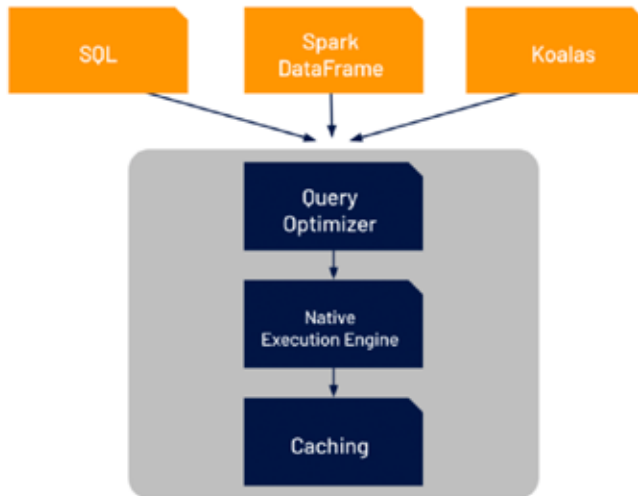 SQL
Spark
DataFrame
Koalas
Query
Optimizer
Native
Execution Engine
Caching